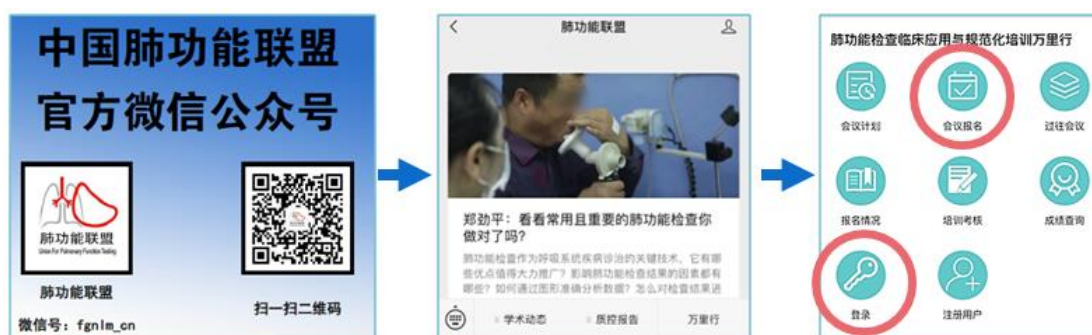 中国肺功能联盟
官方微信公众号
肺功能联盟
Union For Pulmonary Function Testing
肺功能联盟
微信号：fgnlm_cn
扫一扫二维码
肺功能联盟
郑劲平：看看常用且重要的肺功能检查你
做对了吗？
肺功能检查作为呼吸系统疾病诊治的关键技术，它有哪
些优点值得大力推广？影响肺功能检查结果的因素都有
哪些？如何通过图形准确分析数据？怎么对检查结果进
学术动态
质控报告
万里行
肺功能检查临床应用与规范化培训万里行
会议计划
会议报名
过往会议
报名情况
培训考核
成绩查询
登录
注册用户